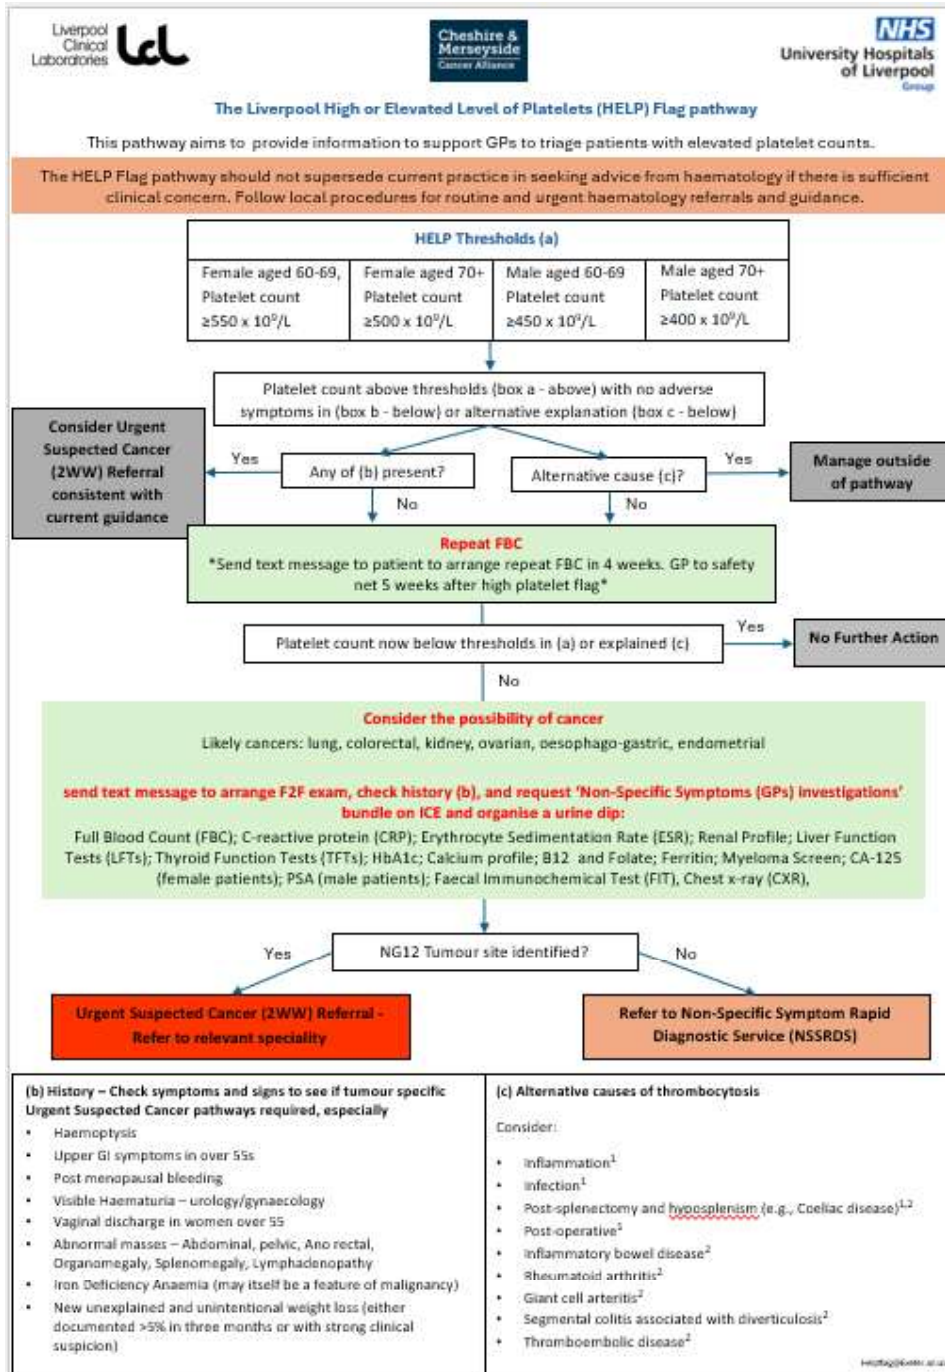 Liverpool
Clinical
Laboratories
LCL
Cheshire &
Merseyside
Cancer Alliance
NHS
University Hospitals
of Liverpool
Group
The Liverpool High or Elevated Level of Platelets (HELP) Flag pathway
This pathway aims to provide information to support GPs to triage patients with elevated platelet counts.
The HELP Flag pathway should not supersede current practice in seeking advice from haematology if there is sufficient
clinical concern. Follow local procedures for routine and urgent haematology referrals and guidance.
HELP Thresholds (a)
Female aged 60-69,
Platelet count
≥550 x 10⁹/L
Female aged 70+
Platelet count
≥500 x 10⁹/L
Male aged 60-69
Platelet count
≥450 x 10⁹/L
Male aged 70+
Platelet count
≥400 x 10⁹/L
Platelet count above thresholds (box a - above) with no adverse
symptoms in (box b - below) or alternative explanation (box c - below)
Consider Urgent
Suspected Cancer
(2WW) Referral
consistent with
current guidance
Yes
Any of (b) present?
No
Alternative cause (c)?
Yes
No
Manage outside
of pathway
Repeat FBC
*Send text message to patient to arrange repeat FBC in 4 weeks. GP to safety
net 5 weeks after high platelet flag*
Platelet count now below thresholds in (a) or explained (c)
Yes
No Further Action
No
Consider the possibility of cancer
Likely cancers: lung, colorectal, kidney, ovarian, oesophago-gastric, endometrial
send text message to arrange F2F exam, check history (b), and request ‘Non-Specific Symptoms (GPs) investigations’
bundle on ICE and organise a urine dip:
Full Blood Count (FBC); C-reactive protein (CRP); Erythrocyte Sedimentation Rate (ESR); Renal Profile; Liver Function
Tests (LFTs); Thyroid Function Tests (TFTs); HbA1c; Calcium profile; B12 and Folate; Ferritin; Myeloma Screen; CA-125
(female patients); PSA (male patients); Faecal Immunochemical Test (FIT), Chest x-ray (CXR),
Yes
NG12 Tumour site identified?
No
Urgent Suspected Cancer (2WW) Referral -
Refer to relevant speciality
Refer to Non-Specific Symptom Rapid
Diagnostic Service (NSSRDS)
(b) History – Check symptoms and signs to see if tumour specific
Urgent Suspected Cancer pathways required, especially
• Haemoptysis
• Upper GI symptoms in over 55s
• Post menopausal bleeding
• Visible Haematuria – urology/gynaecology
• Vaginal discharge in women over 55
• Abnormal masses – Abdominal, pelvic, Ano rectal,
Organomegaly, Splenomegaly, Lymphadenopathy
• Iron Deficiency Anaemia (may itself be a feature of malignancy)
• New unexplained and unintentional weight loss (either
documented >5% in three months or with strong clinical
suspicion)
(c) Alternative causes of thrombocytosis
Consider:
• Inflammation¹
• Infection¹
• Post-splenectomy and hyposplenism (e.g., Coeliac disease)¹,²
• Post-operative¹
• Inflammatory bowel disease²
• Rheumatoid arthritis²
• Giant cell arteritis²
• Segmental colitis associated with diverticulosis²
• Thromboembolic disease²